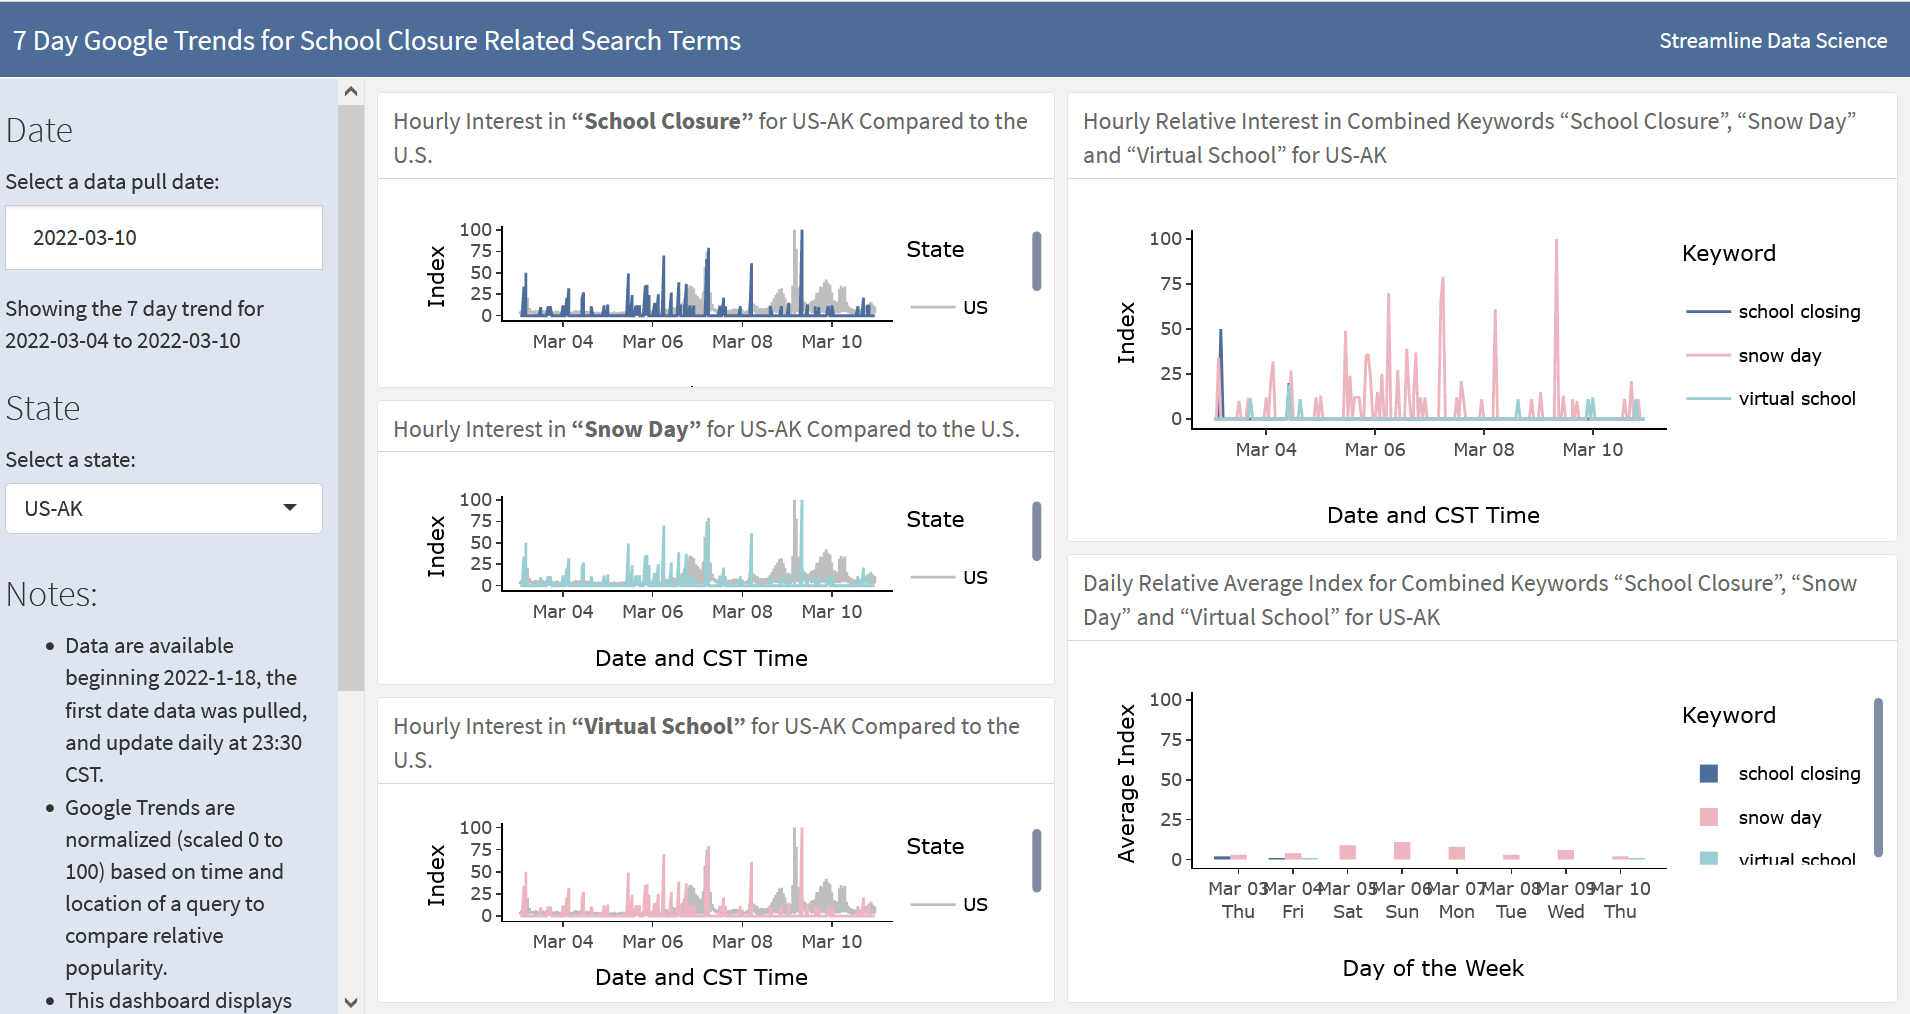 7 Day Google Trends for School Closure Related Search Terms
Streamline Data Science
Date
Select a data pull date:
2022-03-10
Showing the 7 day trend for
2022-03-04 to 2022-03-10
State
Select a state:
US-AK
Notes:
Data are available
beginning 2022-1-18, the
first date data was pulled,
and update daily at 23:30
CST.
Google Trends are
normalized (scaled 0 to
100) based on time and
location of a query to
compare relative
popularity.
This dashboard displays
Hourly Interest in “School Closure” for US-AK Compared to the
U.S.
Index
100
75
50
25
0
Mar 04 Mar 06 Mar 08 Mar 10
State
US
Hourly Interest in “Snow Day” for US-AK Compared to the U.S.
Index
100
75
50
25
0
Mar 04 Mar 06 Mar 08 Mar 10
Date and CST Time
State
US
Hourly Interest in “Virtual School” for US-AK Compared to the
U.S.
Index
100
75
50
25
0
Mar 04 Mar 06 Mar 08 Mar 10
Date and CST Time
State
US
Hourly Relative Interest in Combined Keywords “School Closure”, “Snow Day”
and “Virtual School” for US-AK
Index
100
75
50
25
0
Mar 04 Mar 06 Mar 08 Mar 10
Date and CST Time
Keyword
school closing
snow day
virtual school
Daily Relative Average Index for Combined Keywords “School Closure”, “Snow
Day” and “Virtual School” for US-AK
Average Index
100
75
50
25
0
Mar 03 Mar 04 Mar 05 Mar 06 Mar 07 Mar 08 Mar 09 Mar 10
Thu Fri Sat Sun Mon Tue Wed Thu
Day of the Week
Keyword
school closing
snow day
virtual school